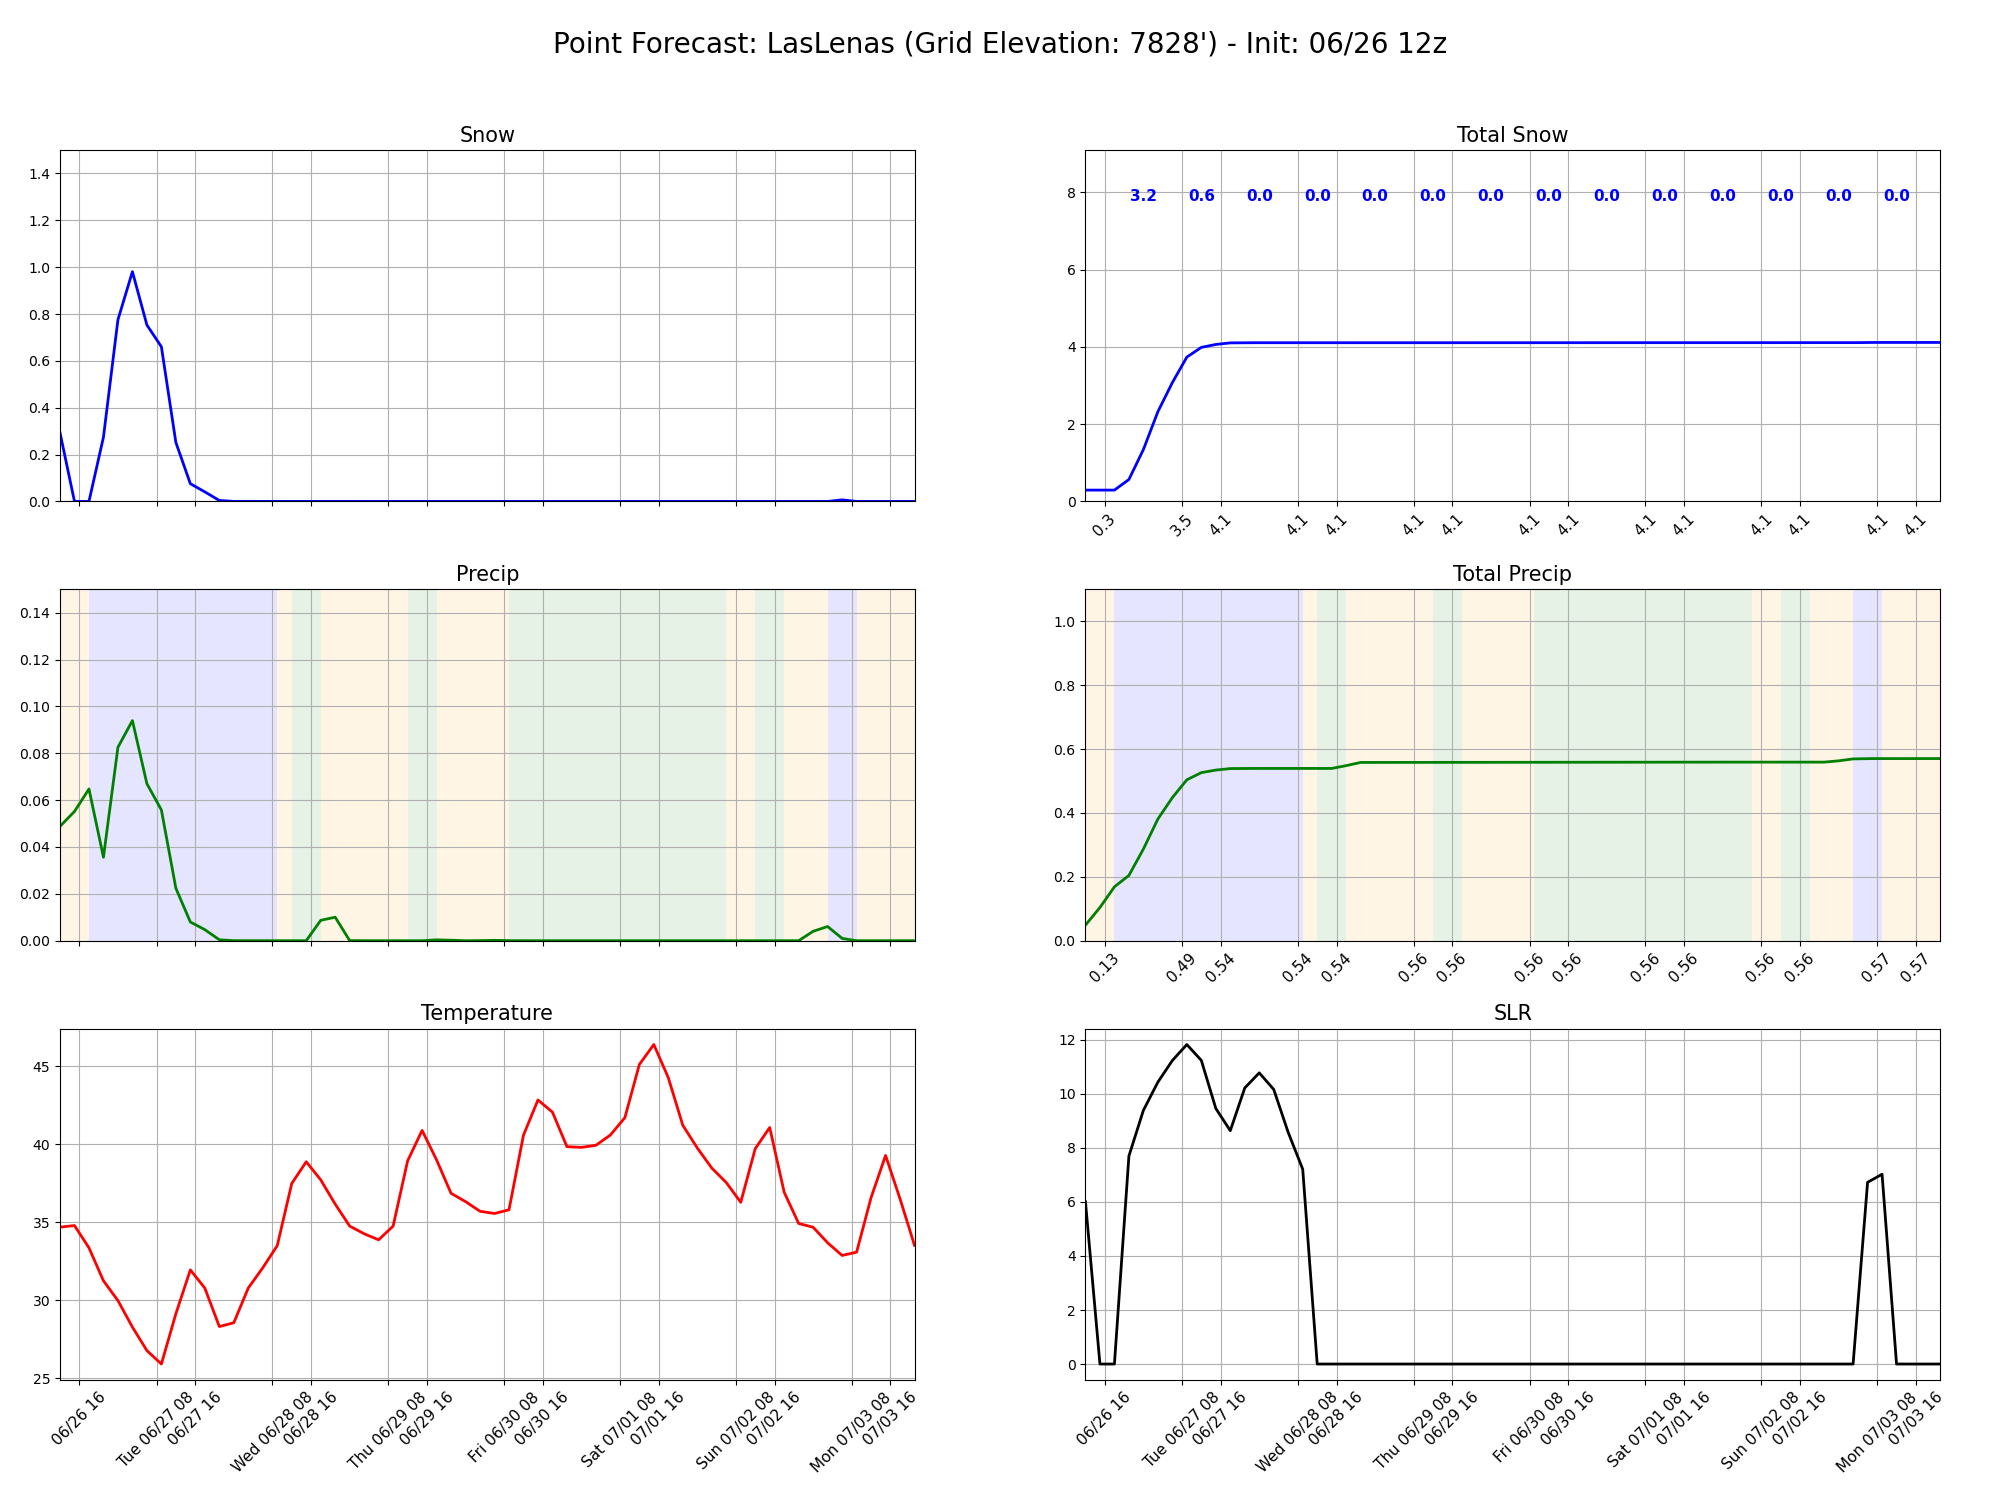 Point Forecast: LasLenas (Grid Elevation: 7828') - Init: 06/26 12z
Snow
1.4
1.2
1.0
0.8
0.6
0.4
0.2
0.0
Total Snow
3.2 0.6 0.0 0.0 0.0 0.0 0.0 0.0 0.0 0.0 0.0 0.0 0.0 0.0
8
6
4
2
0
0.3 3.5 4.1 4.1 4.1 4.1 4.1 4.1 4.1 4.1 4.1 4.1 4.1 4.1 4.1
Precip
0.14
0.12
0.10
0.08
0.06
0.04
0.02
0.00
Total Precip
1.0
0.8
0.6
0.4
0.2
0.0
0.13 0.49 0.54 0.54 0.54 0.56 0.56 0.56 0.56 0.56 0.56 0.56 0.56 0.57 0.57
Temperature
45
40
35
30
25
06/26 16
Tue 06/27 08
06/27 16
Wed 06/28 08
06/28 16
Thu 06/29 08
06/29 16
Fri 06/30 08
06/30 16
Sat 07/01 08
07/01 16
Sun 07/02 08
07/02 16
Mon 07/03 08
07/03 16
SLR
12
10
8
6
4
2
0
06/26 16
Tue 06/27 08
06/27 16
Wed 06/28 08
06/28 16
Thu 06/29 08
06/29 16
Fri 06/30 08
06/30 16
Sat 07/01 08
07/01 16
Sun 07/02 08
07/02 16
Mon 07/03 08
07/03 16